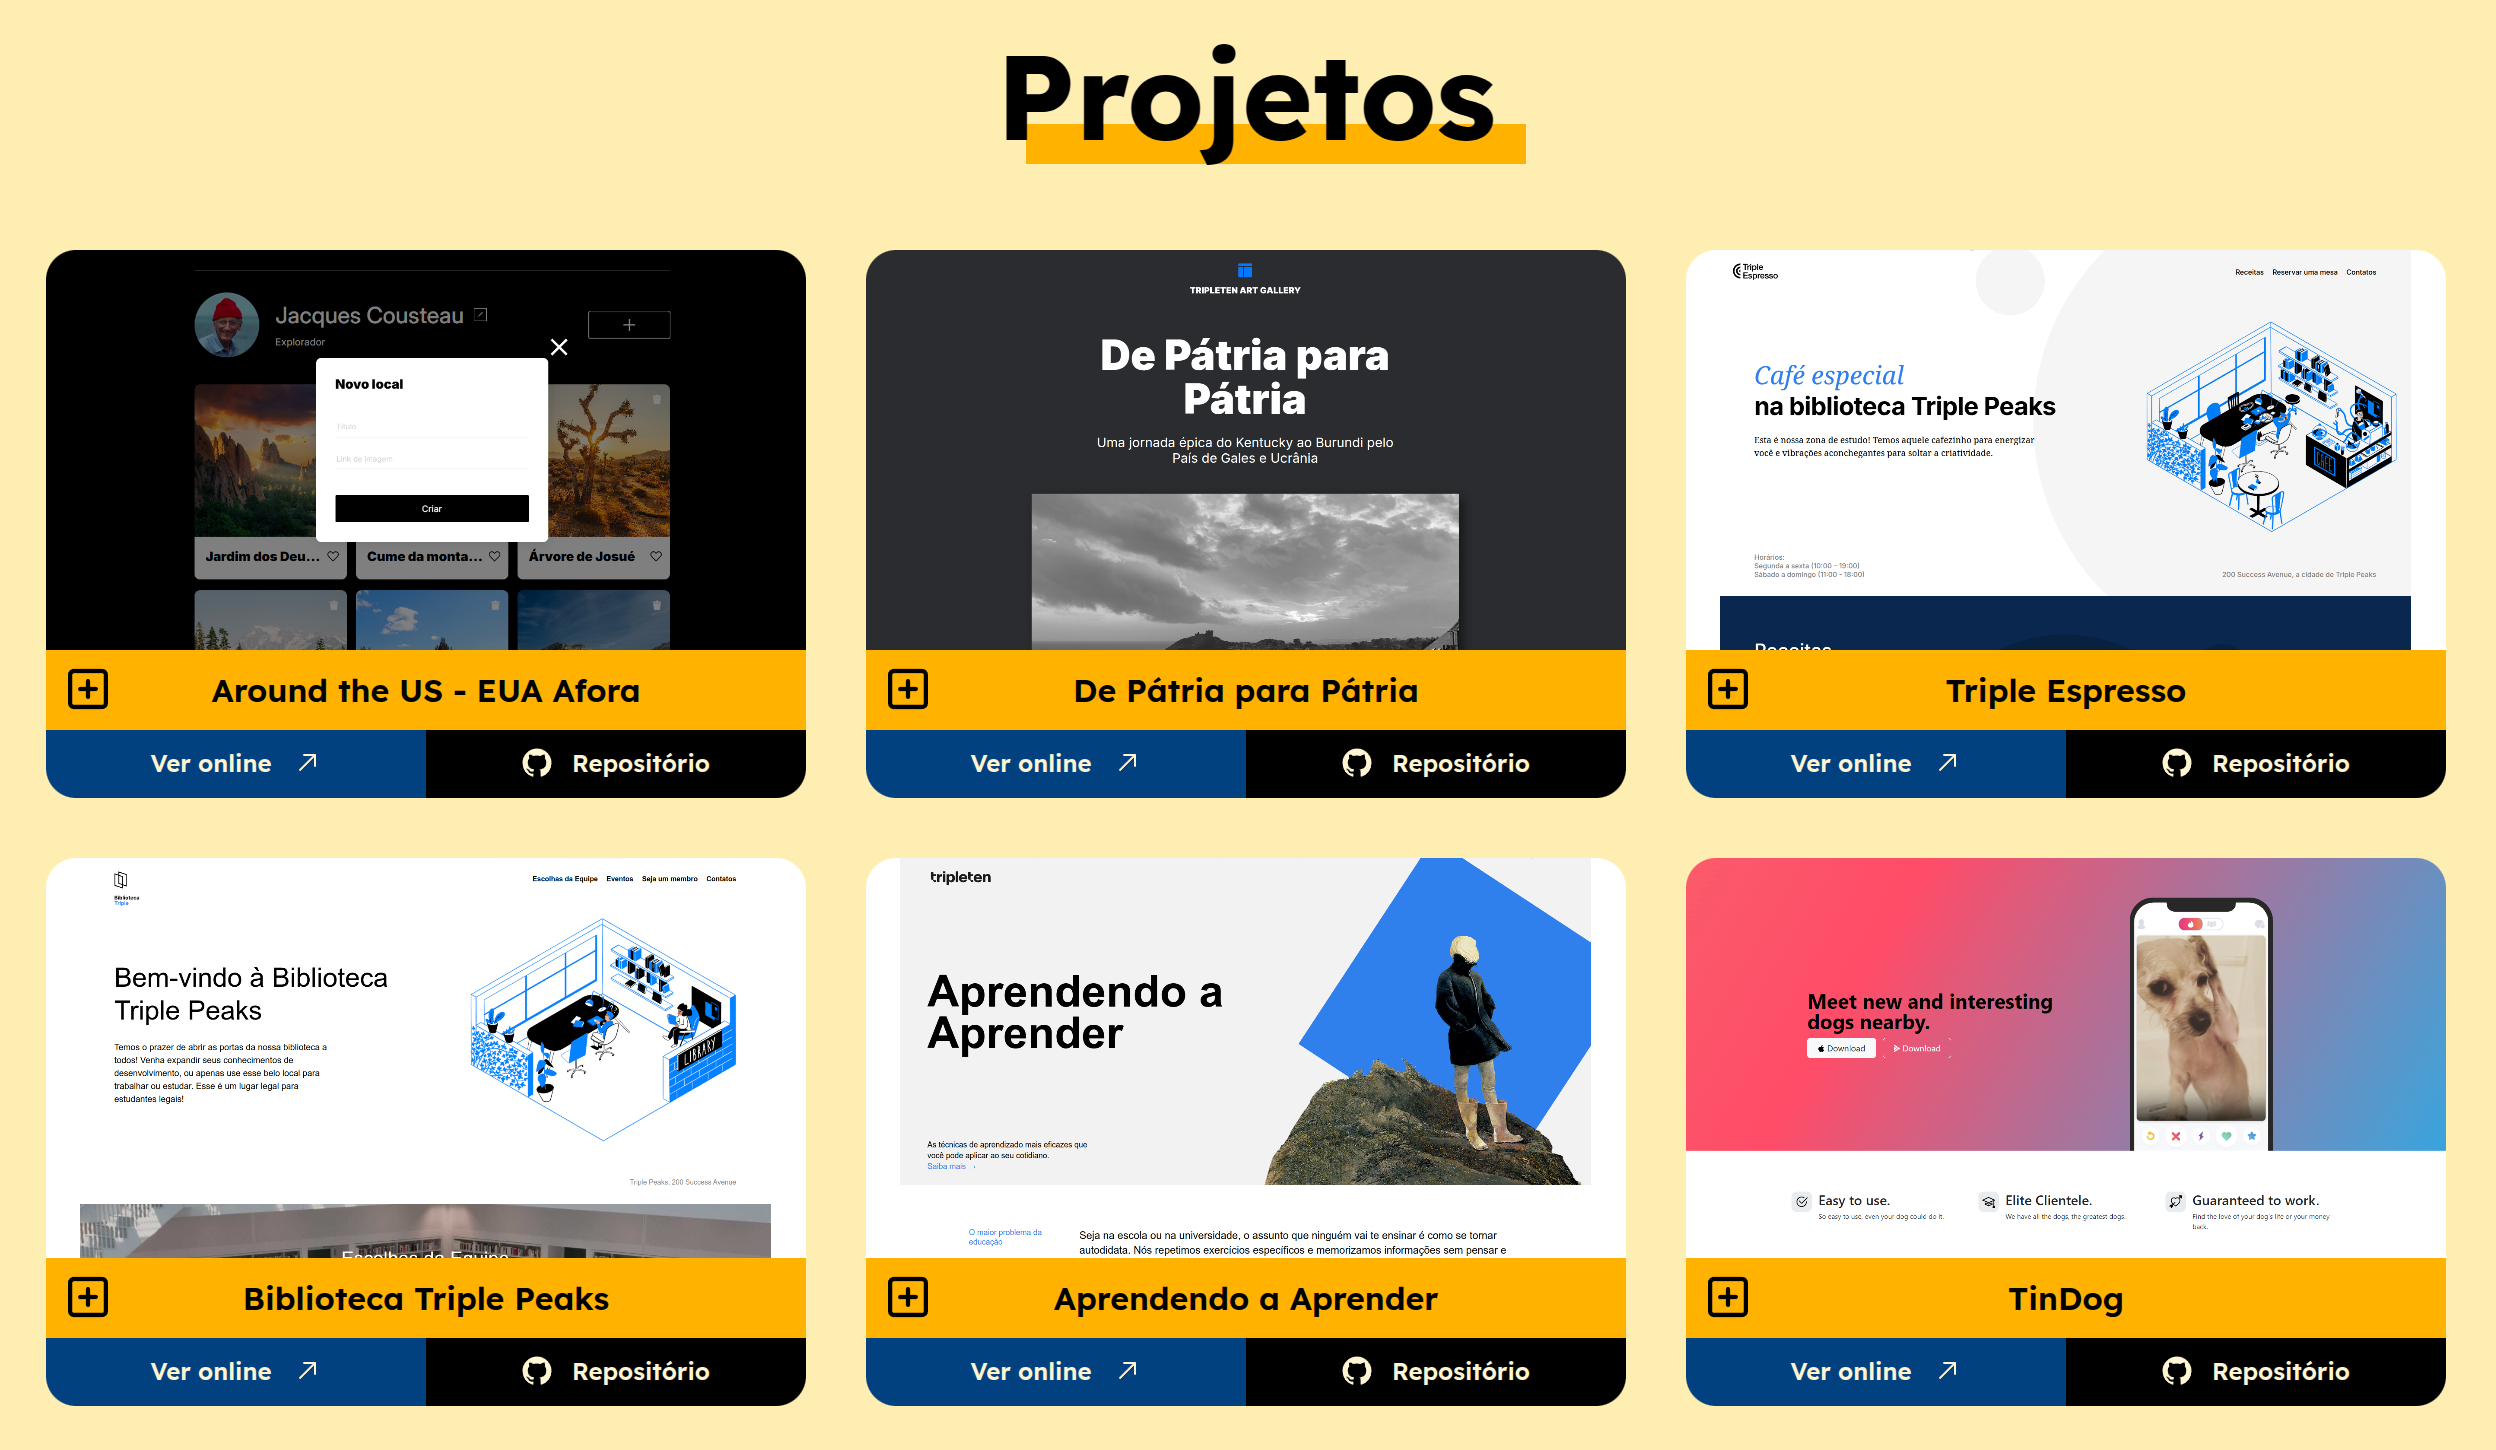 Projetos
Jacques Cousteau
Explorador
Novo local
Título
Link de Imagem
Criar
Jardim dos Deu...
Cume da monta...
Árvore de Josué
Around the US - EUA Afora
Ver online
Repositório
TRIPLETEN ART GALLERY
De Pátria para
Pátria
Uma jornada épica do Kentucky ao Burundi pelo
País de Gales e Ucrânia
De Pátria para Pátria
Ver online
Repositório
Triple
Espresso
Receitas Reservar uma mesa Contatos
Café especial
na biblioteca Triple Peaks
Esta é nossa zona de estudo! Temos aquele cafezinho para energizar
você e vibrações aconchegantes para soltar a criatividade.
CAFÉ
Horários:
Segunda a sexta (10:00 - 19:00)
Sábado a domingo (11:00 - 18:00)
200 Success Avenue, a cidade de Triple Peaks
Receitas
Triple Espresso
Ver online
Repositório
Biblioteca
Triple
Escolhas da Equipe Eventos Seja um membro Contatos
Bem-vindo à Biblioteca
Triple Peaks
Temos o prazer de abrir as portas da nossa biblioteca a
todos! Venha expandir seus conhecimentos de
desenvolvimento, ou apenas use esse belo local para
trabalhar ou estudar. Esse é um lugar legal para
estudantes legais!
LIBRARY
Triple Peaks, 200 Success Avenue
Escolhas da Equipe
Biblioteca Triple Peaks
Ver online
Repositório
tripleten
Aprendendo a
Aprender
As técnicas de aprendizado mais eficazes que
você pode aplicar ao seu cotidiano.
Saiba mais →
O maior problema da
educação
Seja na escola ou na universidade, o assunto que ninguém vai te ensinar é como se tornar
autodidata. Nós repetimos exercícios específicos e memorizamos informações sem pensar e
Aprendendo a Aprender
Ver online
Repositório
Meet new and interesting
dogs nearby.
Download
Download
Easy to use.
So easy to use, even your dog could do it.
Elite Clientele.
We have all the dogs, the greatest dogs.
Guaranteed to work.
Find the love of your dog's life or your money
back.
TinDog
Ver online
Repositório